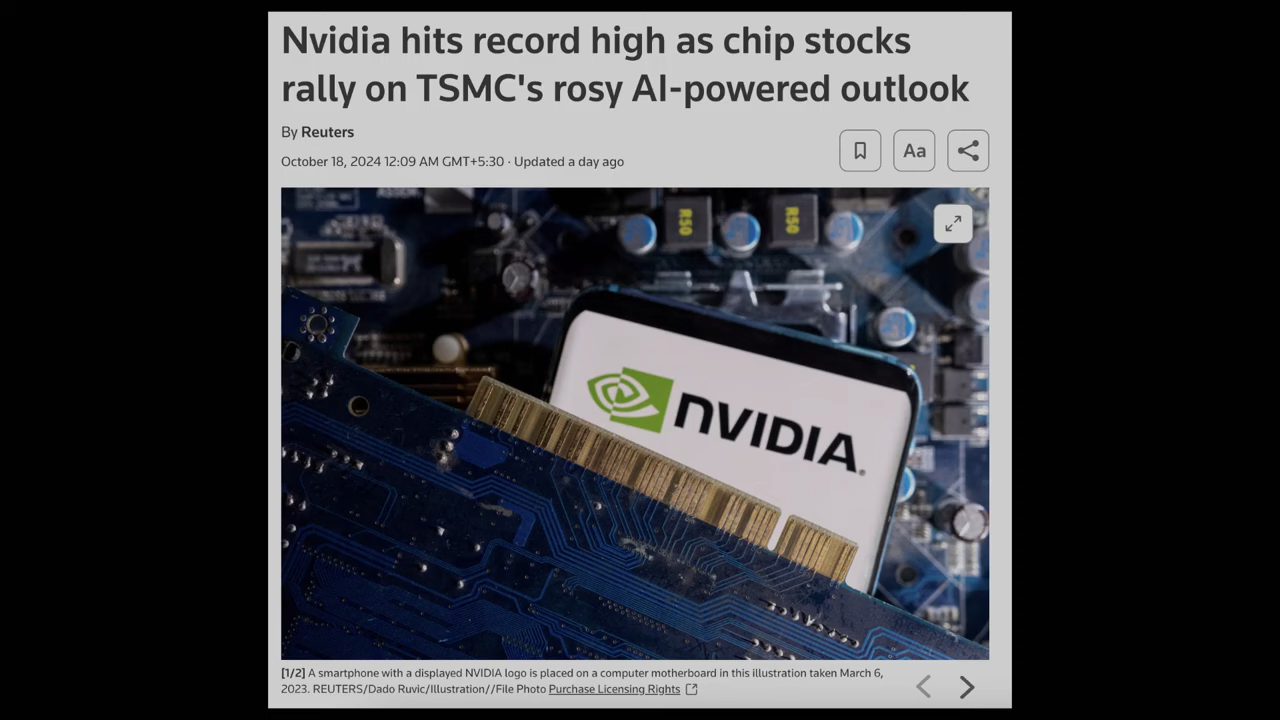 Nvidia hits record high as chip stocks
rally on TSMC's rosy AI-powered outlook
By Reuters
October 18, 2024 12:09 AM GMT+5:30 · Updated a day ago
Aa
R50
R50
NVIDIA.
[1/2] A smartphone with a displayed NVIDIA logo is placed on a computer motherboard in this illustration taken March 6,
2023. REUTERS/Dado Ruvic/Illustration//File Photo Purchase Licensing Rights